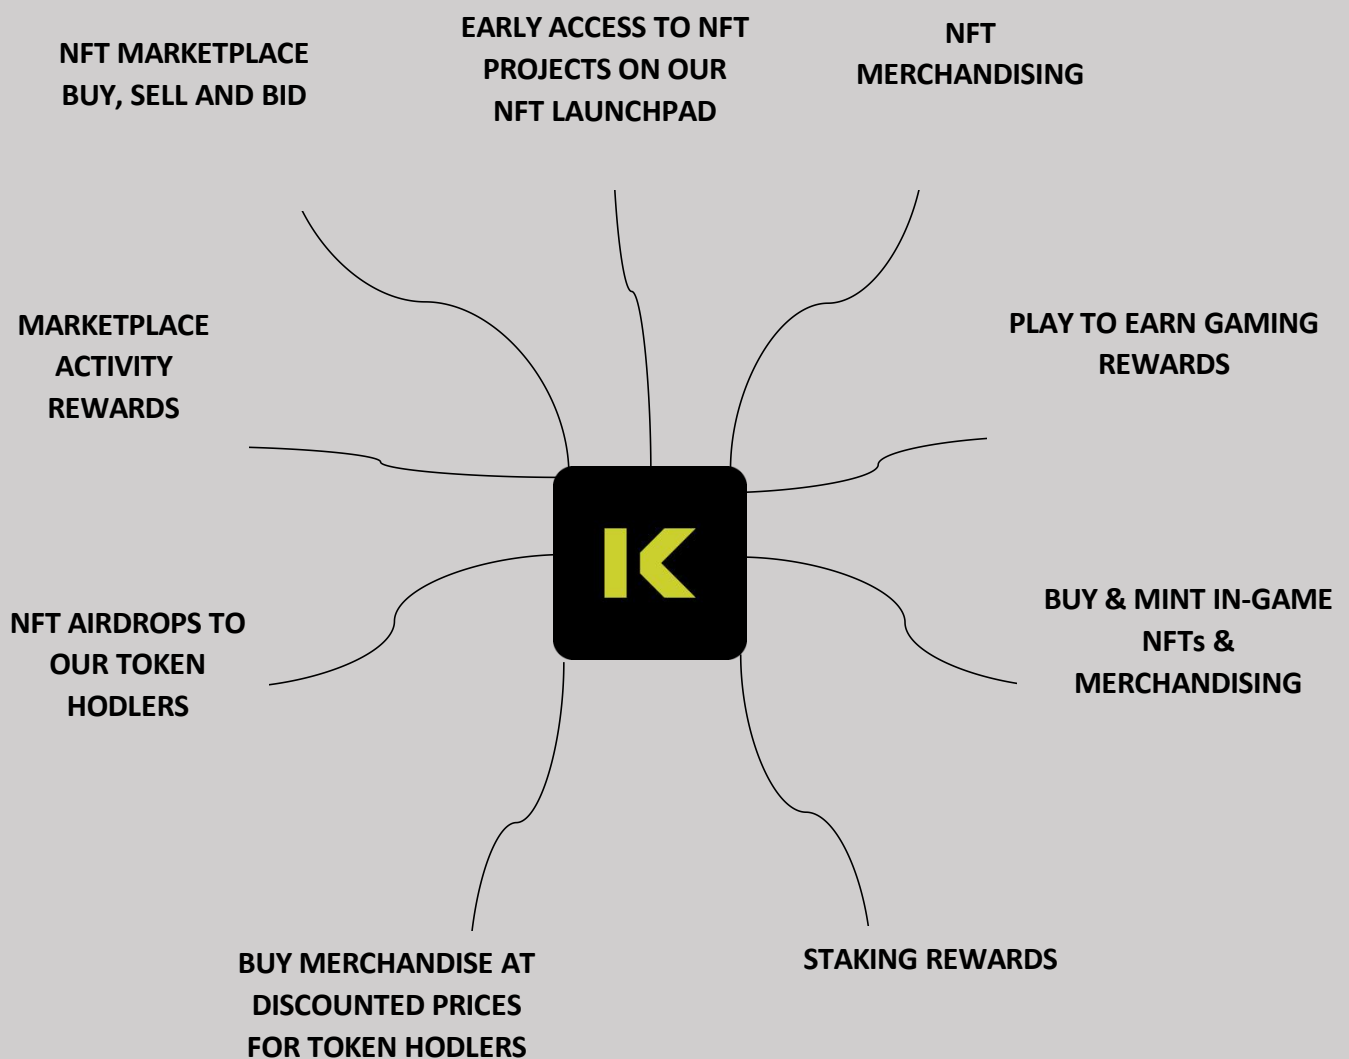 NFT MARKETPLACE
BUY, SELL AND BID
EARLY ACCESS TO NFT
PROJECTS ON OUR
NFT LAUNCHPAD
NFT
MERCHANDISING
MARKETPLACE
ACTIVITY
REWARDS
PLAY TO EARN GAMING
REWARDS
K
NFT AIRDROPS TO
OUR TOKEN
HODLERS
BUY & MINT IN-GAME
NFTs &
MERCHANDISING
BUY MERCHANDISE AT
DISCOUNTED PRICES
FOR TOKEN HODLERS
STAKING REWARDS